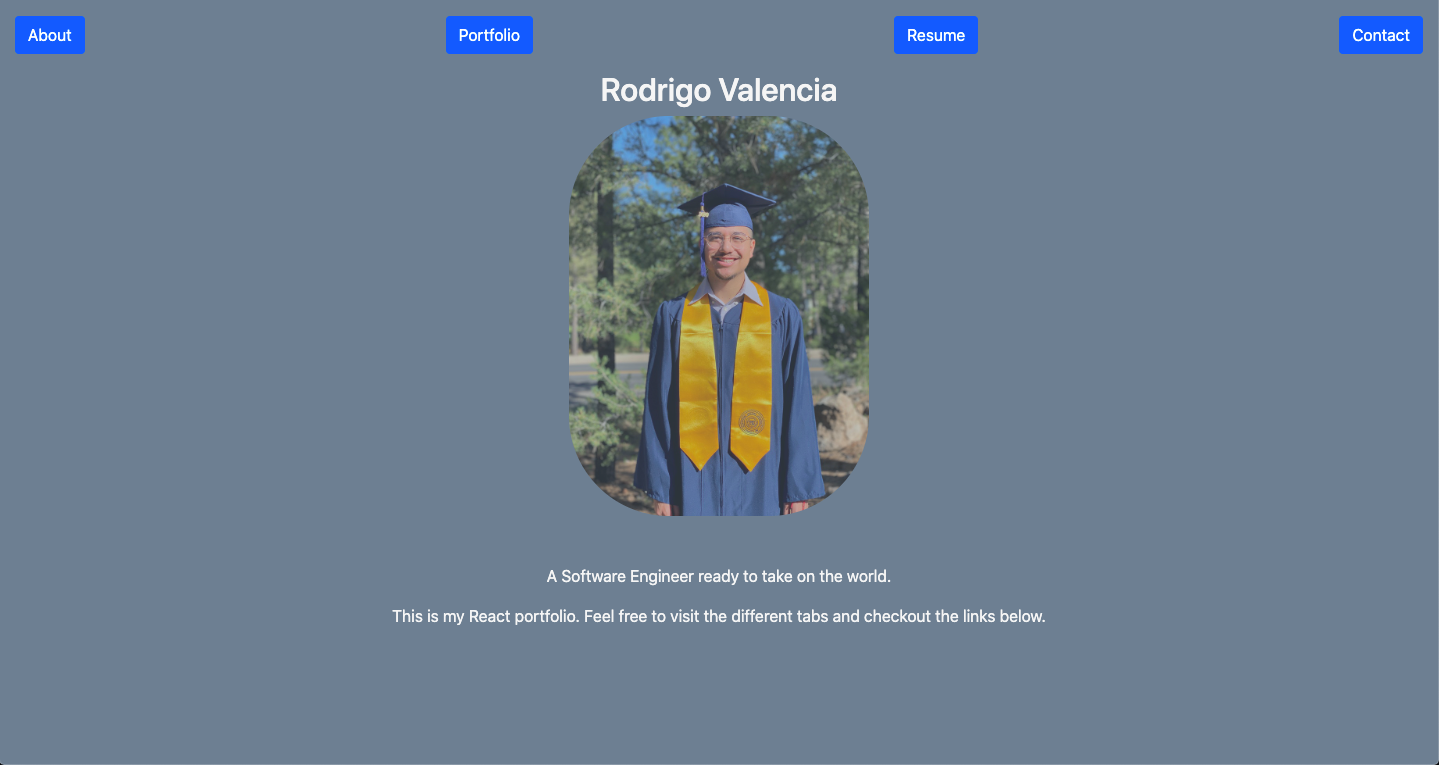 About
Portfolio
Resume
Contact
Rodrigo Valencia
A Software Engineer ready to take on the world.
This is my React portfolio. Feel free to visit the different tabs and checkout the links below.